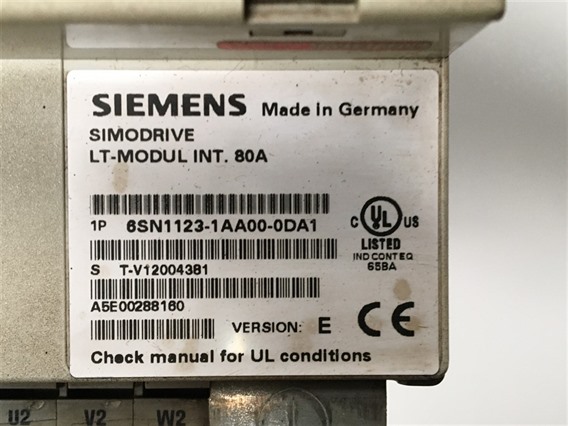 SIEMENS Made in Germany
SIMODRIVE
LT-MODUL INT. 80A
1P 6SN1123-1AA00-0DA1
C UL US
LISTED
IND CONT EQ
65BA
S T-V12004381
A5E00288160
VERSION: E CE
Check manual for UL conditions
U2 V2 W2